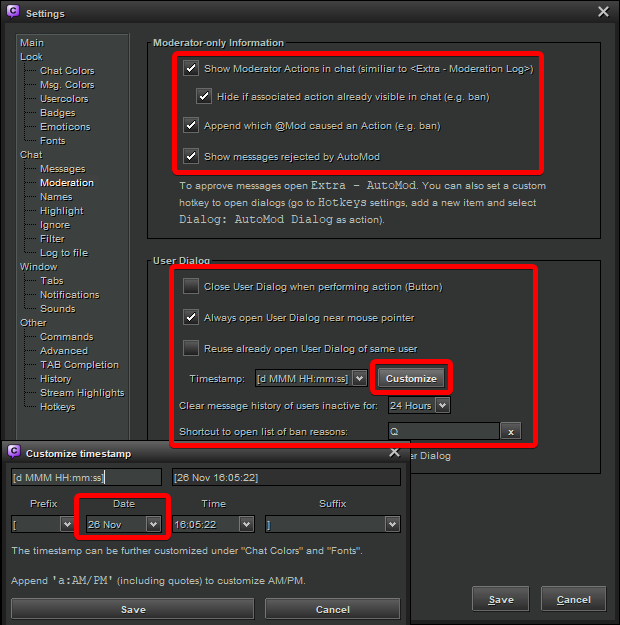 Settings
Main
Look
Chat Colors
Msg. Colors
Usercolors
Badges
Emoticons
Fonts
Chat
Messages
Moderation
Names
Highlight
Ignore
Filter
Log to file
Window
Tabs
Notifications
Sounds
Other
Commands
Advanced
TAB Completion
History
Stream Highlights
Hotkeys
Moderator-only Information
Show Moderator Actions in chat (similiar to <Extra - Moderation Log>)
Hide if associated action already visible in chat (e.g. ban)
Append which @Mod caused an Action (e.g. ban)
Show messages rejected by AutoMod
To approve messages open Extra - AutoMod. You can also set a custom
hotkey to open dialogs (go to Hotkeys settings, add a new item and select
Dialog: AutoMod Dialog as action).
User Dialog
Close User Dialog when performing action (Button)
Always open User Dialog near mouse pointer
Reuse already open User Dialog of same user
Timestamp: [d MMM HH:mm:ss] Customize
Clear message history of users inactive for: 24 Hours
Shortcut to open list of ban reasons: Q x
er Dialog
Customize timestamp
[d MMM HH:mm:ss] [26 Nov 16:05:22]
Prefix Date Time Suffix
[ 26 Nov 16:05:22 ]
The timestamp can be further customized under "Chat Colors" and "Fonts".
Append 'a:AM/PM' (including quotes) to customize AM/PM.
Save Cancel
Save Cancel